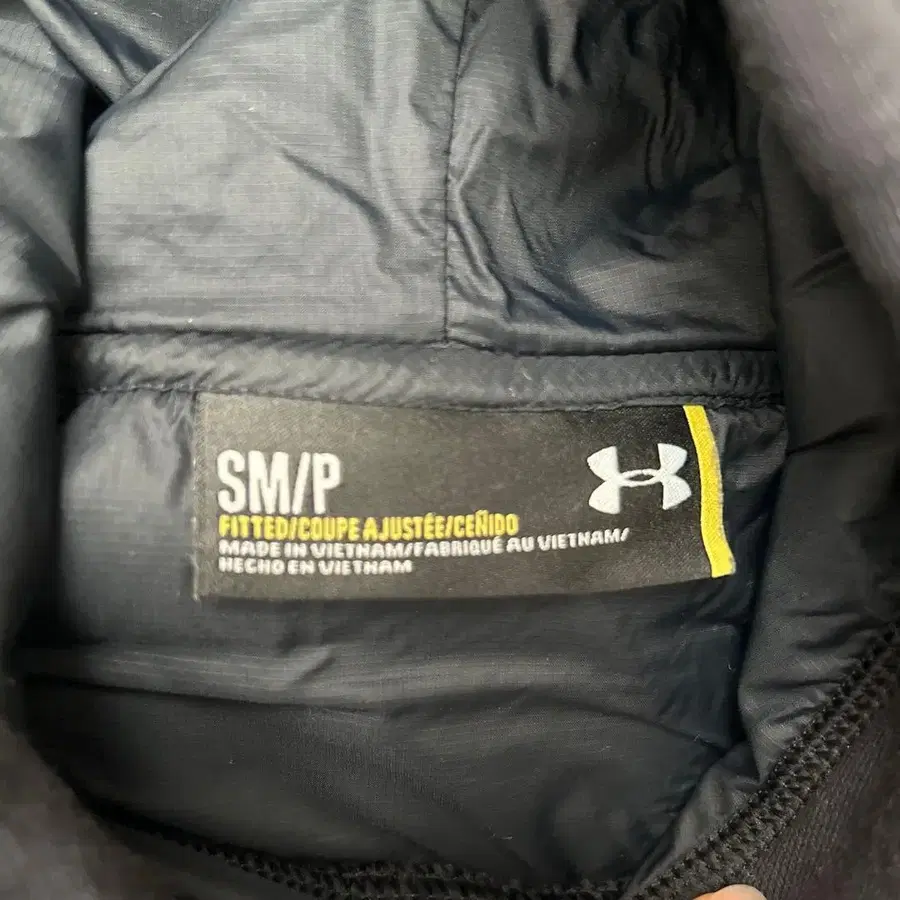 SM/P
FITTED/COUPE AJUSTÉE/CEÑIDO
MADE IN VIETNAM/FABRIQUÉ AU VIETNAM/
HECHO EN VIETNAM